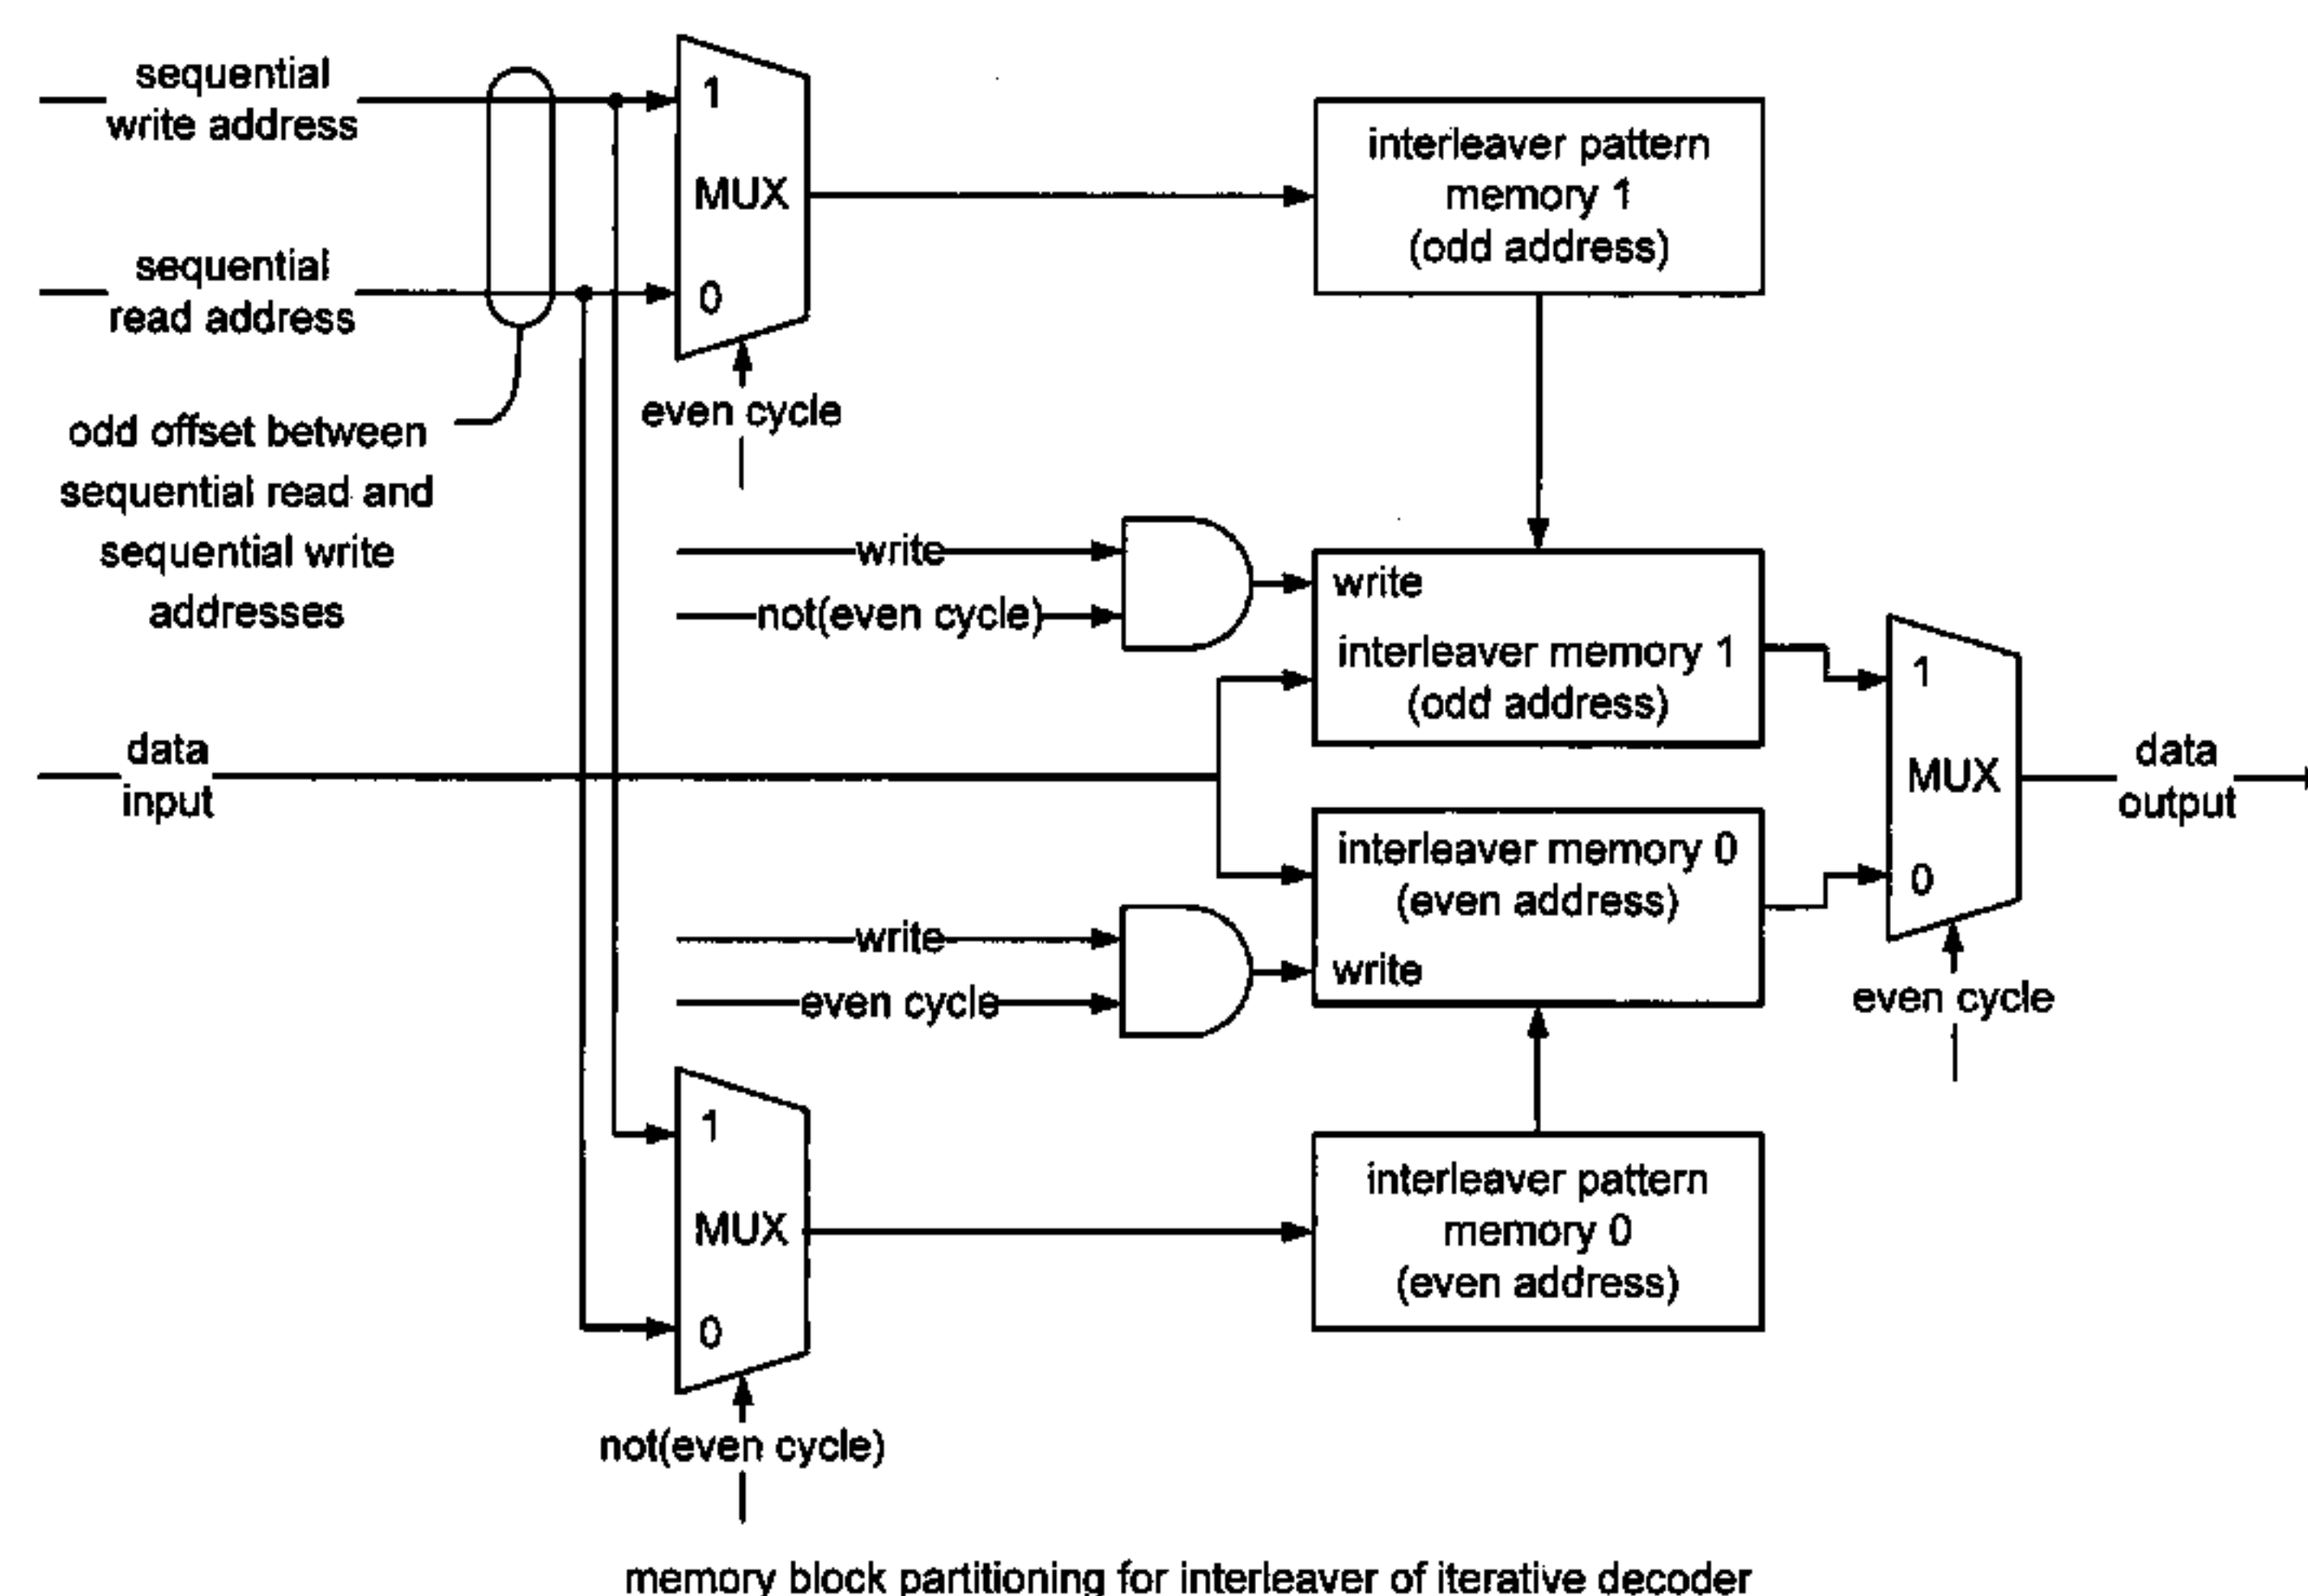 sequential
write address
sequential
read address
odd offset between
sequential read and
sequential write
addresses
1
MUX
0
even cycle
interleaver pattern
memory 1
(odd address)
write
not(even cycle)
write
interleaver memory 1
(odd address)
data
input
interleaver memory 0
(even address)
write
write
even cycle
1
MUX
0
even cycle
data
output
1
MUX
0
not(even cycle)
interleaver pattern
memory 0
(even address)
memory block partitioning for interleaver of iterative decoder